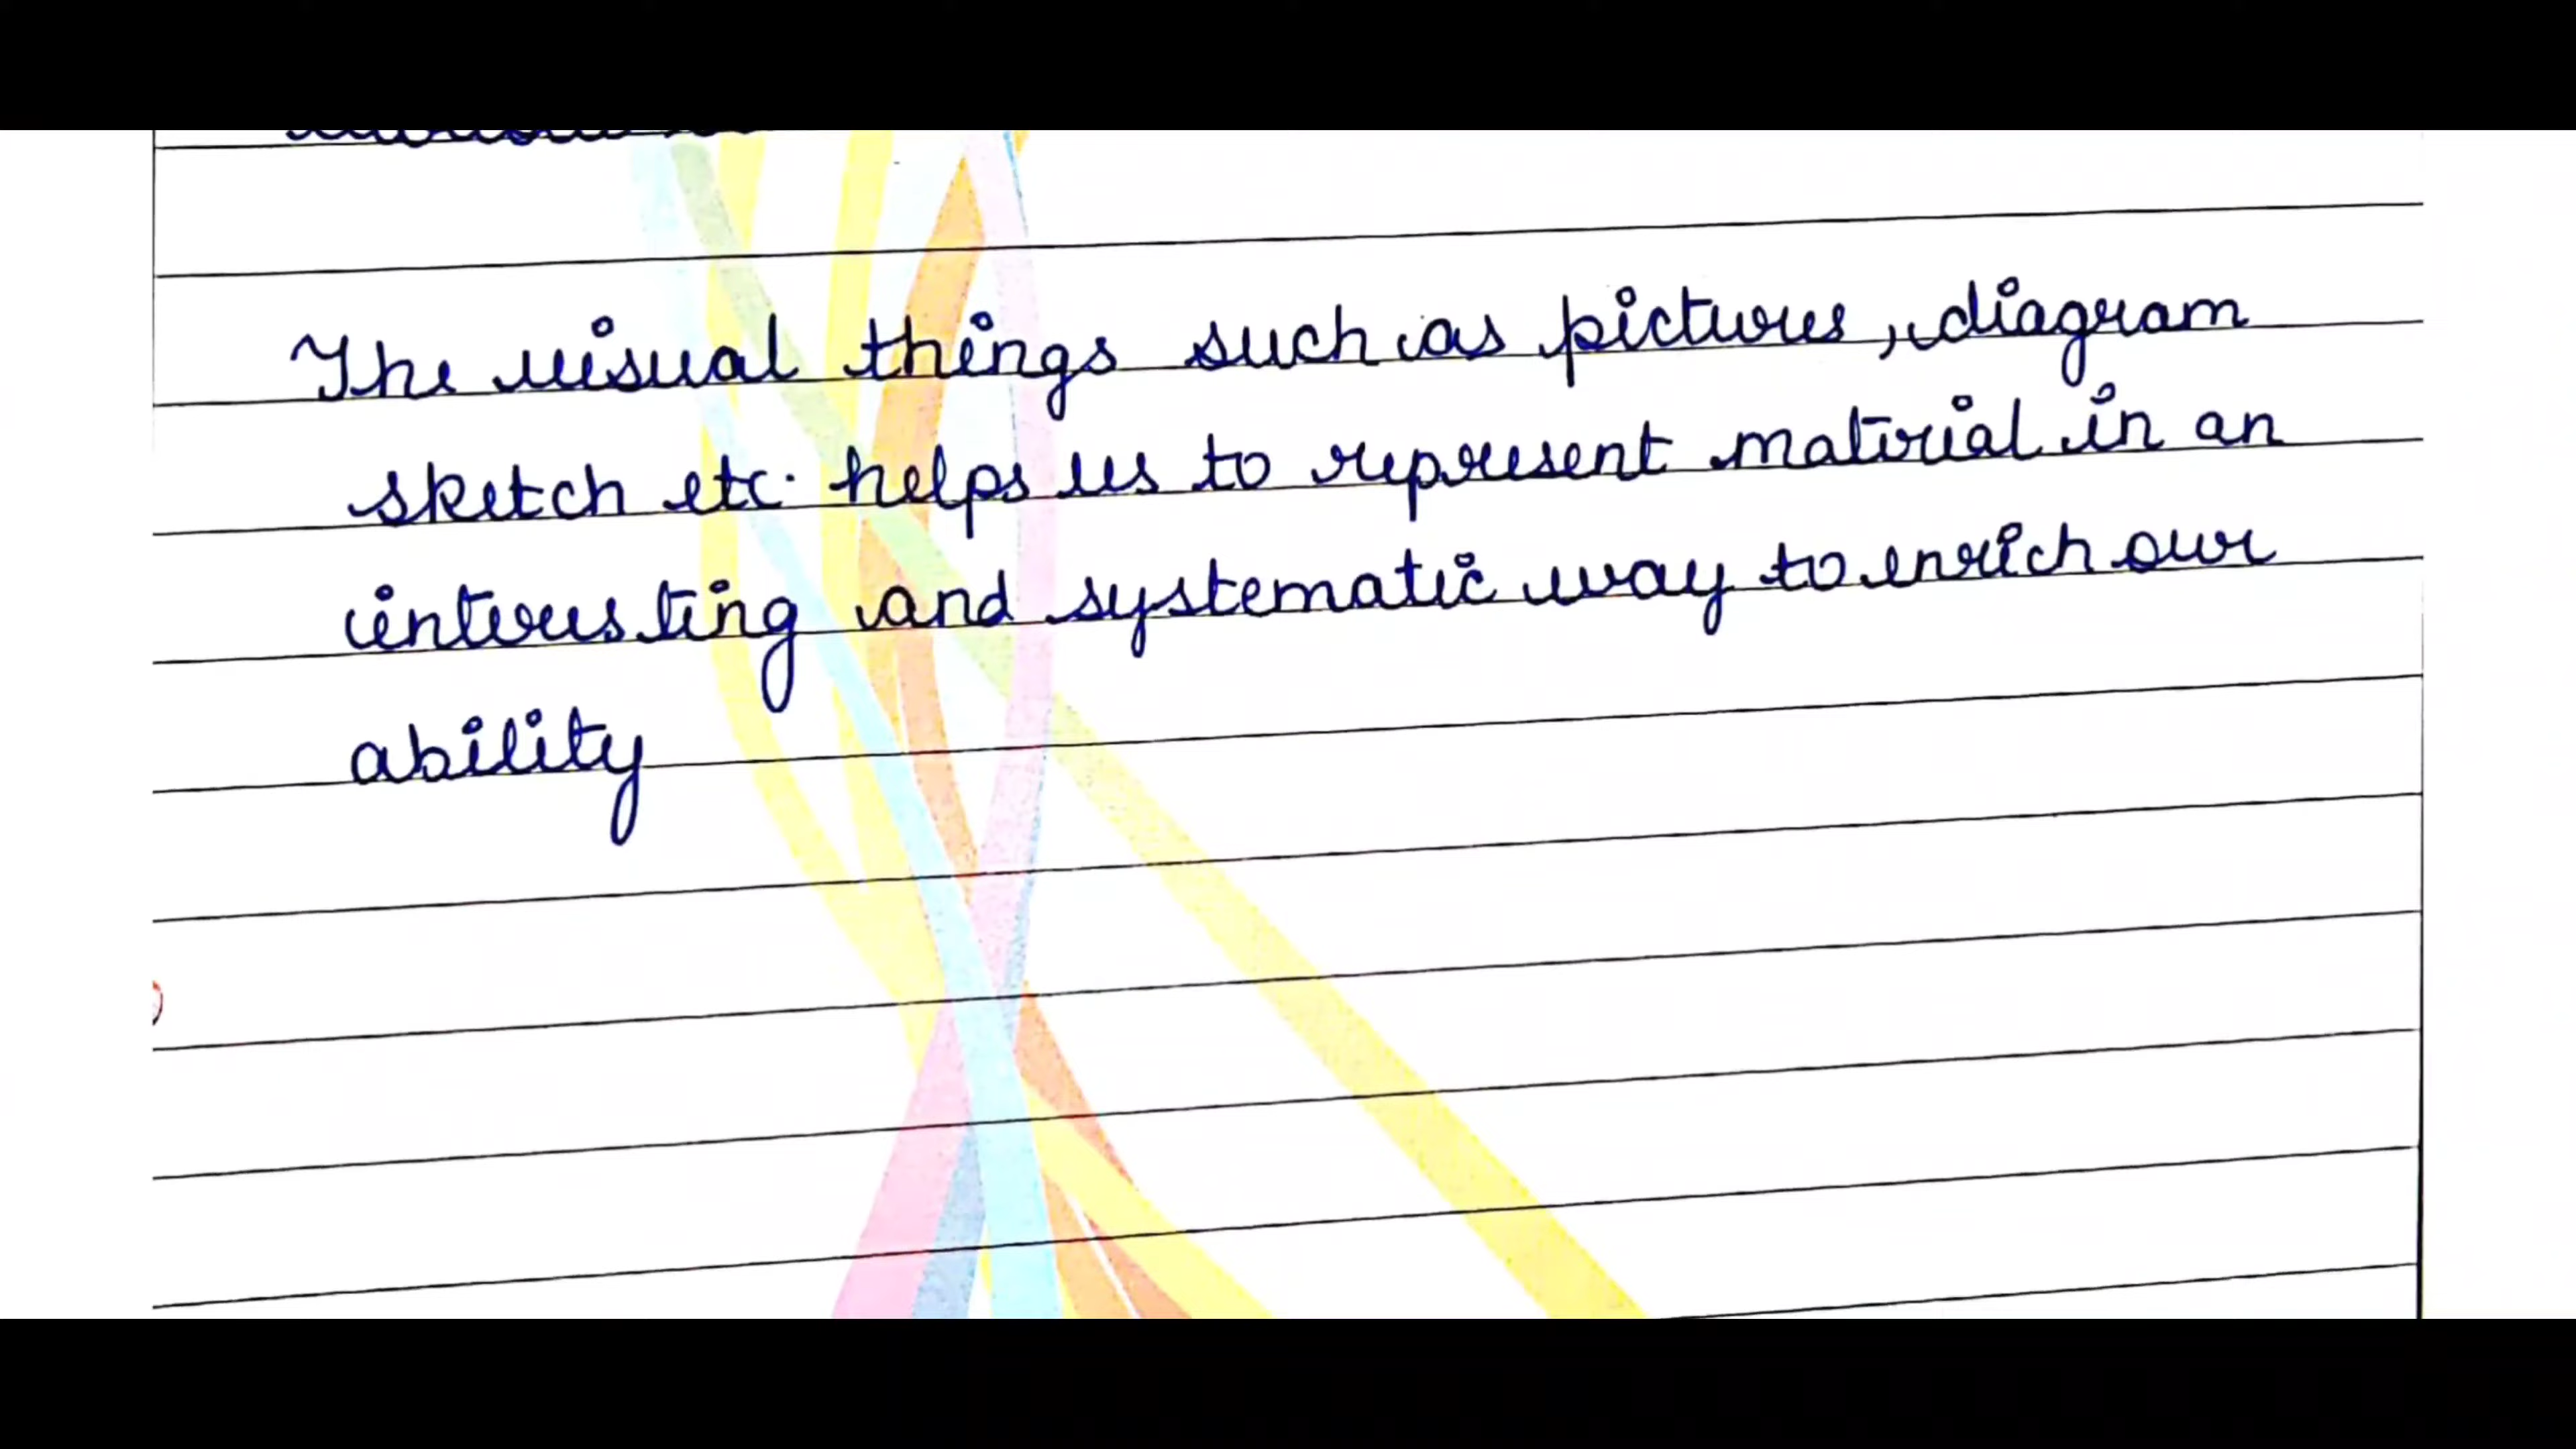 The visual things such as pictures, diagram
sketch etc. helps us to represent material in an
interesting and systematic way to enrich our
ability